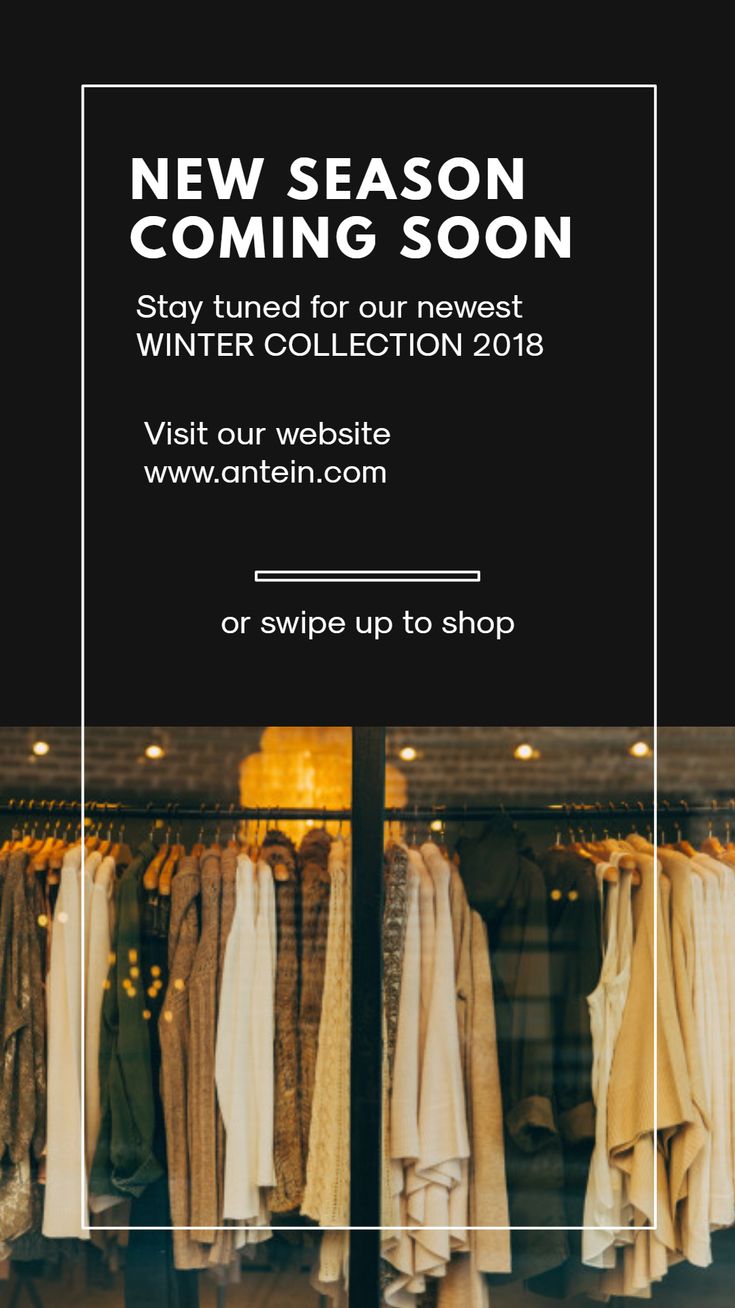 NEW SEASON
COMING SOON
Stay tuned for our newest
WINTER COLLECTION 2018
Visit our website
www.antein.com
or swipe up to shop